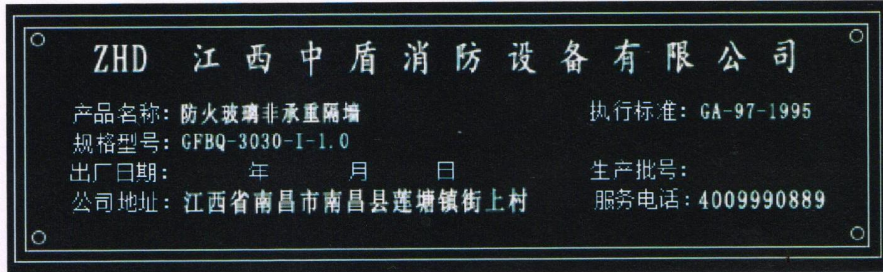 ZHD 江西中盾消防设备有限公司
产品名称：防火玻璃非承重隔墙 执行标准：GA-97-1995
规格型号：GFBQ-3030-I-1.0
出厂日期： 年 月 日 生产批号：
公司地址：江西省南昌市南昌县莲塘镇街上村 服务电话：4009990889